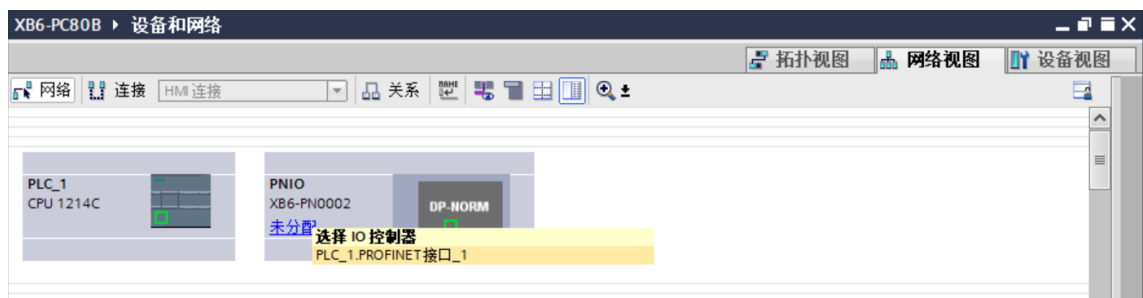 XB6-PC80B ▸ 设备和网络
拓扑视图 网络视图 设备视图
网络 连接 HMI 连接 关系
PLC_1
CPU 1214C
PNIO
XB6-PN0002
DP-NORM
未分配
选择 IO 控制器
PLC_1.PROFINET接口_1